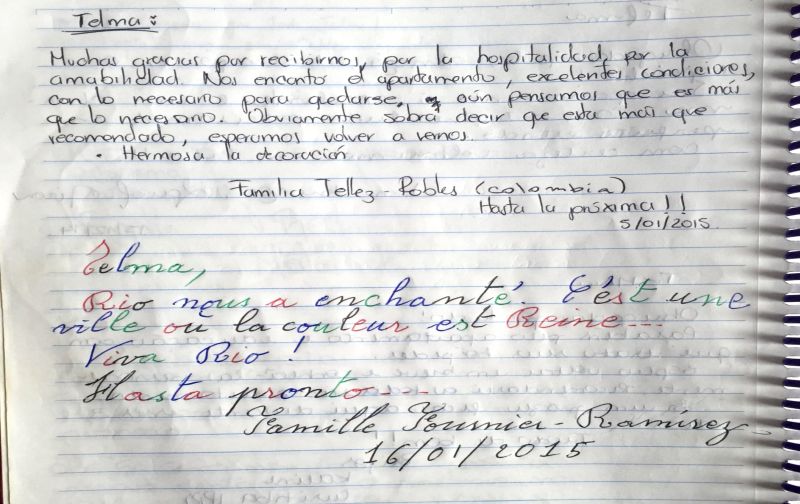 Telma:
Muchas gracias por recibirnos, por la hospitalidad, por la
amabilidad. Nos encanto el apartamento, excelentes condiciones,
con lo necesario para quedarse, aún pensamos que es más
que lo necesario. Obviamente sobra decir que esta más que
recomendado, esperamos volver a vernos.
• Hermosa la decoración
Familia Tellez - Robles (Colombia)
Hasta la próxima!!
5/01/2015
Telma,
Rio nous a enchanté. C'est une
ville où la couleur est Reine...
Viva Rio !
Hasta pronto...
Famille Fournier - Ramírez
16/01/2015